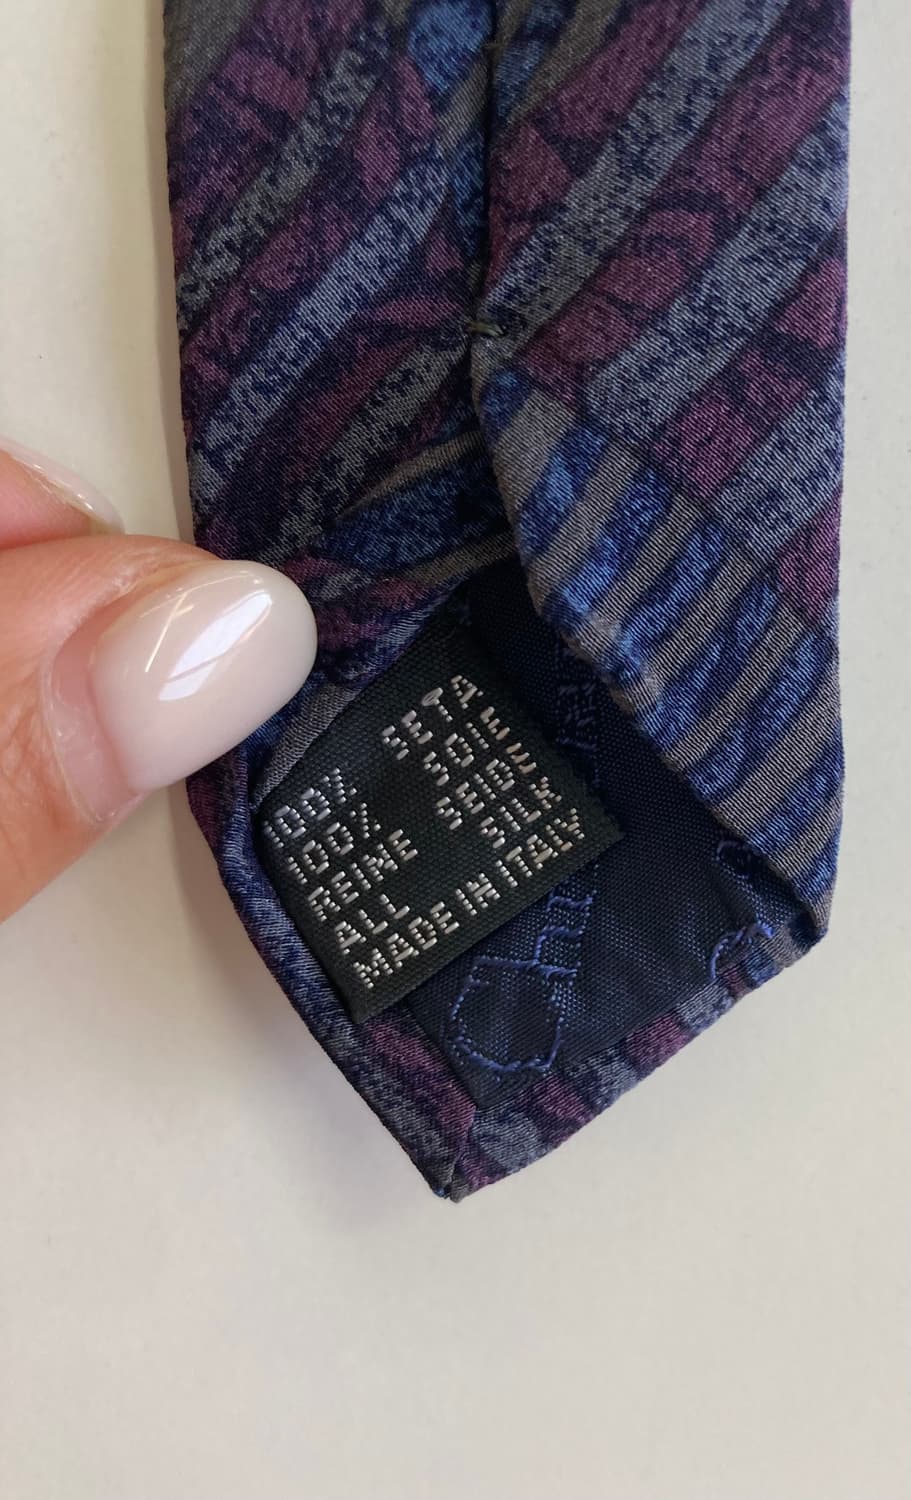 100% SETA
100% SOIE
REINE SEIDE
ALL SILK
MADE IN ITALY